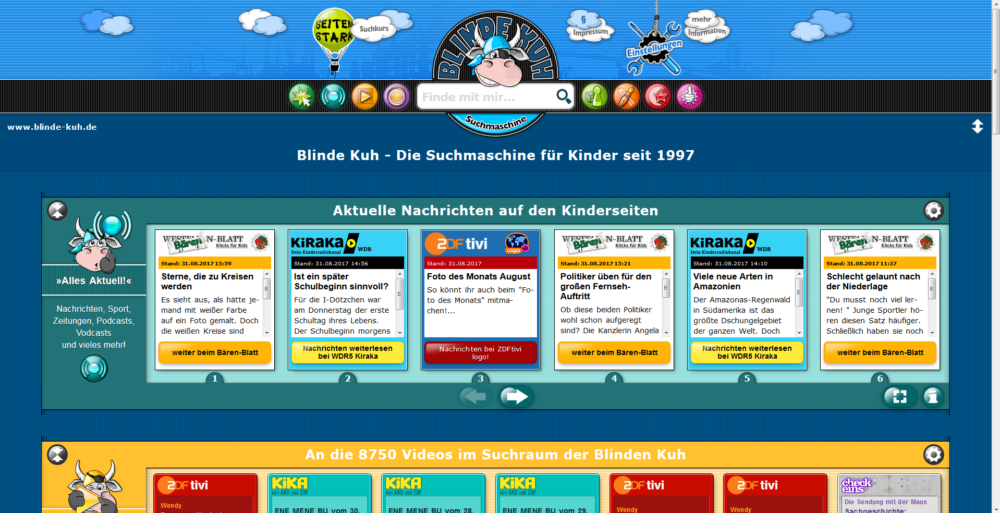 SEITEN
STARK
Suchkurs
BLINDE KUH
§
Impressum
Einstellungen
mehr
Information
Finde mit mir...
Suchmaschine
www.blinde-kuh.de
Blinde Kuh - Die Suchmaschine für Kinder seit 1997
Aktuelle Nachrichten auf den Kinderseiten
»Alles Aktuell!«
Nachrichten, Sport,
Zeitungen, Podcasts,
Vodcasts
und vieles mehr!
Bären
N-BLATT
Klicks für Kids
Stand: 31.08.2017 15:59
Sterne, die zu Kreisen
werden
Es sieht aus, als hätte je-
mand mit weißer Farbe
auf ein Foto gemalt. Doch
die weißen Kreise sind
weiter beim Bären-Blatt
1
KiRAKA
Dein Kinderradiokanal WDR
Stand: 31.08.2017 14:56
Ist ein später
Schulbeginn sinnvoll?
Für die I-Dötzchen war
am Donnerstag der erste
Schultag ihres Lebens.
Der Schulbeginn morgens
Nachrichten weiterlesen
bei WDR5 Kiraka
2
ZDFtivi
logo!
Stand: 31.08.2017
Foto des Monats August
So könnt ihr auch beim "Fo-
to des Monats" mitma-
chen!...
Nachrichten bei ZDFtivi
logo!
3
Bären
N-BLATT
Klicks für Kids
Stand: 31.08.2017 15:21
Politiker üben für den
großen Fernseh-
Auftritt
Ob diese beiden Politiker
wohl schon aufgeregt
sind? Die Kanzlerin Angela
weiter beim Bären-Blatt
4
KiRAKA
Dein Kinderradiokanal WDR
Stand: 31.08.2017 14:10
Viele neue Arten in
Amazonien
Der Amazonas-Regenwald
in Südamerika ist das
größte Dschungelgebiet
der ganzen Welt. Doch
Nachrichten weiterlesen
bei WDR5 Kiraka
5
Bären
N-BLATT
Klicks für Kids
Stand: 31.08.2017 11:37
Schlecht gelaunt nach
der Niederlage
"Du musst noch viel ler-
nen! " Junge Sportler hö-
ren diesen Satz häufiger.
Schließlich haben sie noch
weiter beim Bären-Blatt
6
An die 8750 Videos im Suchraum der Blinden Kuh
ZDFtivi
Wendy
KiKA
von ARD und ZDF
ENE MENE BU vom 30.
KiKA
von ARD und ZDF
ENE MENE BU vom 28.
KiKA
von ARD und ZDF
ENE MENE BU vom 29.
ZDFtivi
Wendy
ZDFtivi
Wendy
check
eins
Die Sendung mit der Maus
Sachgeschichte: